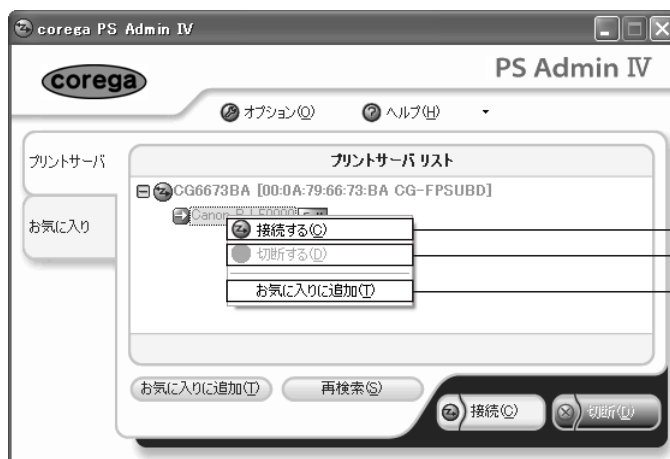 corega PS Admin IV
corega
PS Admin IV
オプション(O)
ヘルプ(H)
プリントサーバ
お気に入り
プリントサーバ リスト
CG6673BA [00:0A:79:66:73:BA CG-FPSUBD]
Canon
接続する(C)
切断する(D)
お気に入りに追加(T)
お気に入りに追加(T)
再検索(S)
接続(C)
切断(D)